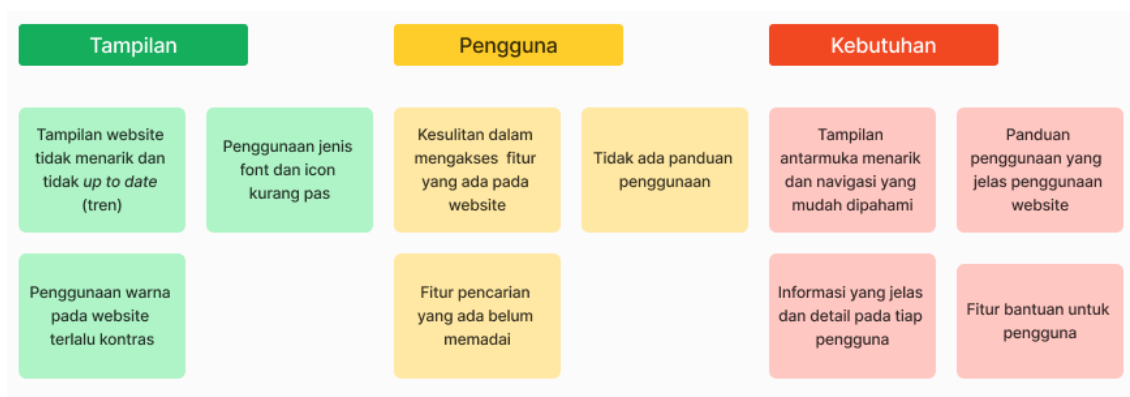 Tampilan
Pengguna
Kebutuhan
Tampilan website
tidak menarik dan
tidak up to date
(tren)
Penggunaan jenis
font dan icon
kurang pas
Kesulitan dalam
mengakses fitur
yang ada pada
website
Tidak ada panduan
penggunaan
Tampilan
antarmuka menarik
dan navigasi yang
mudah dipahami
Panduan
penggunaan yang
jelas penggunaan
website
Penggunaan warna
pada website
terlalu kontras
Fitur pencarian
yang ada belum
memadai
Informasi yang jelas
dan detail pada tiap
pengguna
Fitur bantuan untuk
pengguna